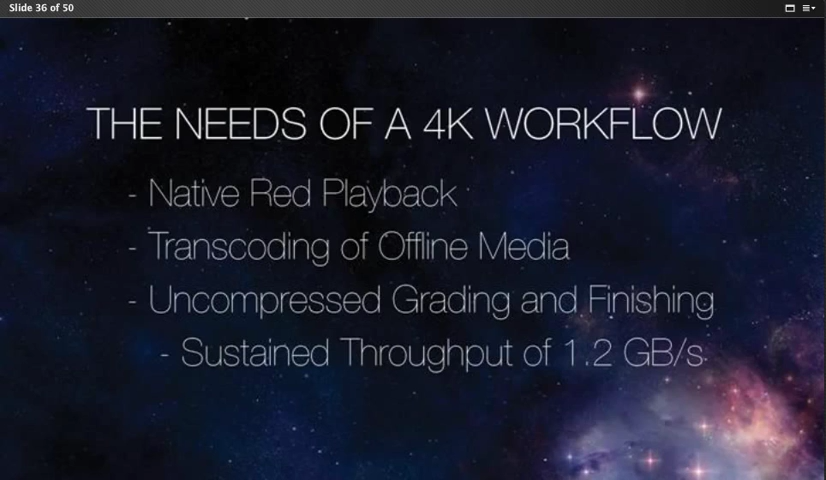 Slide 36 of 50
THE NEEDS OF A 4K WORKFLOW
- Native Red Playback
- Transcoding of Offline Media
- Uncompressed Grading and Finishing
- Sustained Throughput of 1.2 GB/s